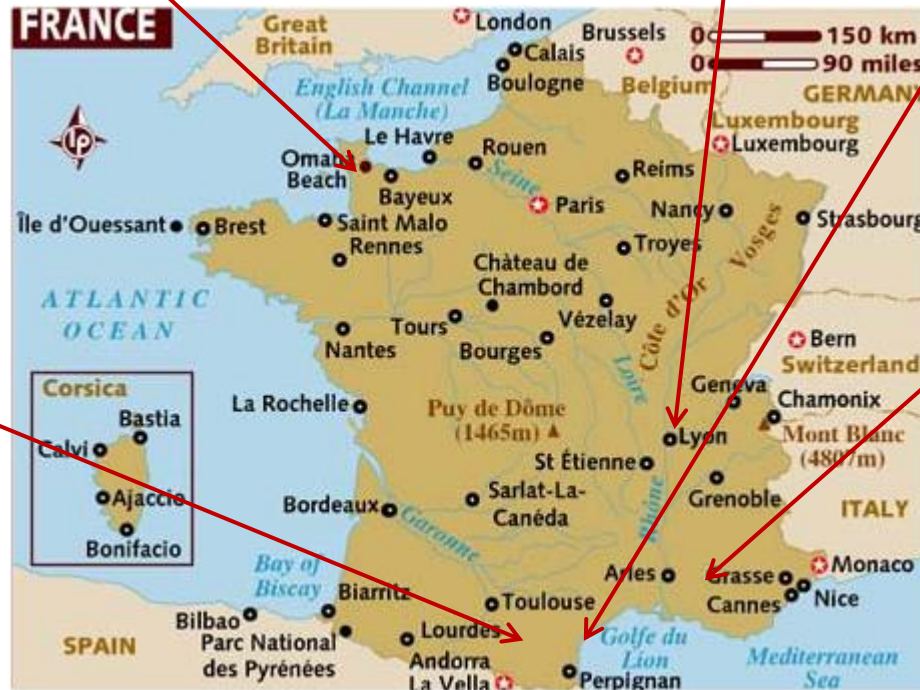 FRANCE
Great
Britain
London
Calais
Boulogne
Brussels
Belgium
0 150 km
0 90 miles
GERMANY
Luxembourg
Luxembourg
English Channel
(La Manche)
LP
Le Havre
Rouen
Omaha
Beach
Bayeux
Seine
Paris
Reims
Nancy
Strasbourg
Vosges
Île d'Ouessant
Brest
Saint Malo
Rennes
Troyes
Château de
Chambord
Vézelay
Côte d'Or
ATLANTIC
OCEAN
Tours
Nantes
Bourges
Loire
Bern
Switzerland
Geneva
Chamonix
Corsica
Bastia
Calvi
Ajaccio
Bonifacio
La Rochelle
Puy de Dôme
(1465m)
Lyon
Mont Blanc
(4807m)
St Étienne
Grenoble
ITALY
Bordeaux
Garonne
Sarlat-La-
Canéda
Rhône
Bay of
Biscay
Biarritz
Toulouse
Arles
Grasse
Cannes
Nice
Monaco
Bilbao
Parc National
des Pyrénées
Lourdes
SPAIN
Andorra
La Vella
Perpignan
Golfe du
Lion
Mediterranean
Sea